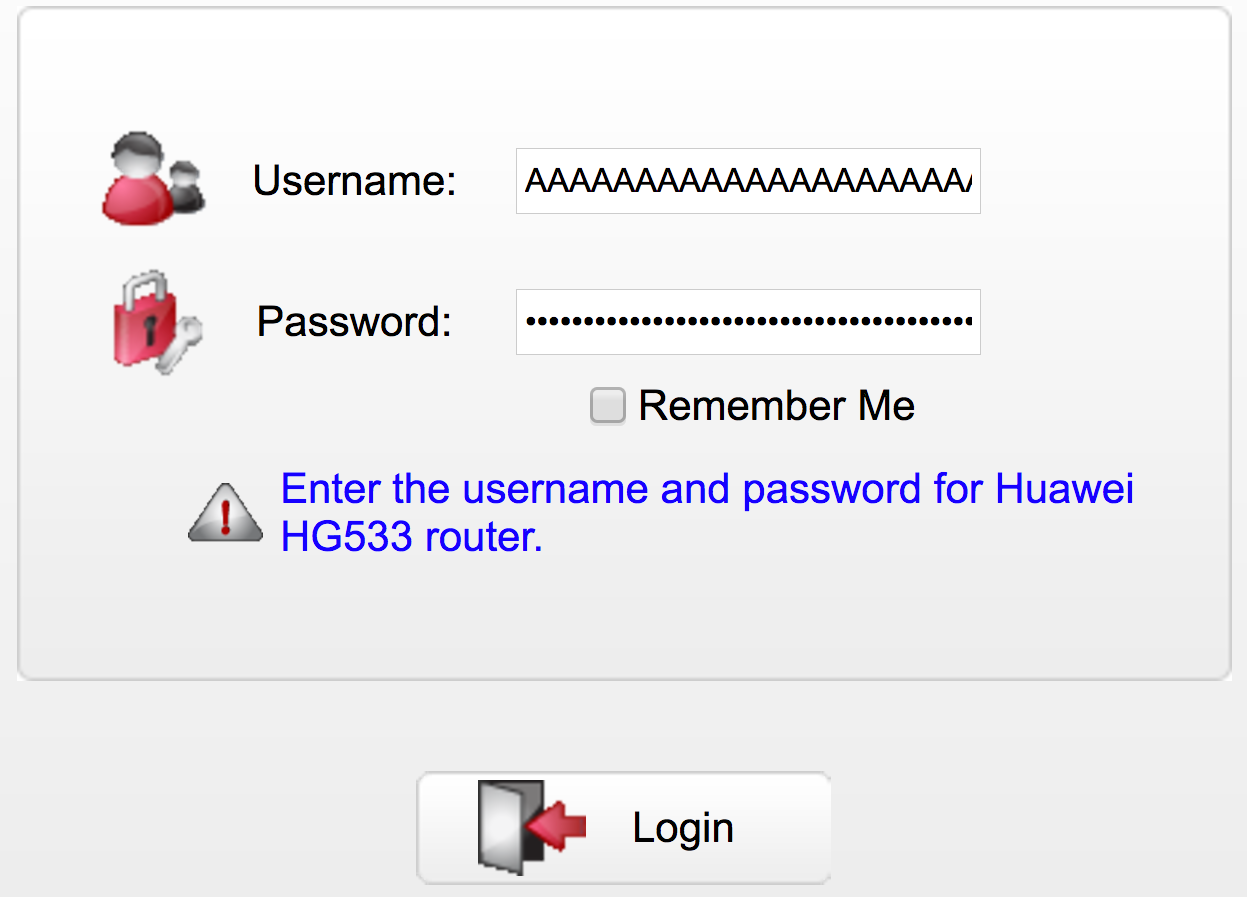 Username: AAAAAAAAAAAAAAAAAAAA
Password: •••••••••••••••••••••••••••••••••••••••
Remember Me
Enter the username and password for Huawei
HG533 router.
Login